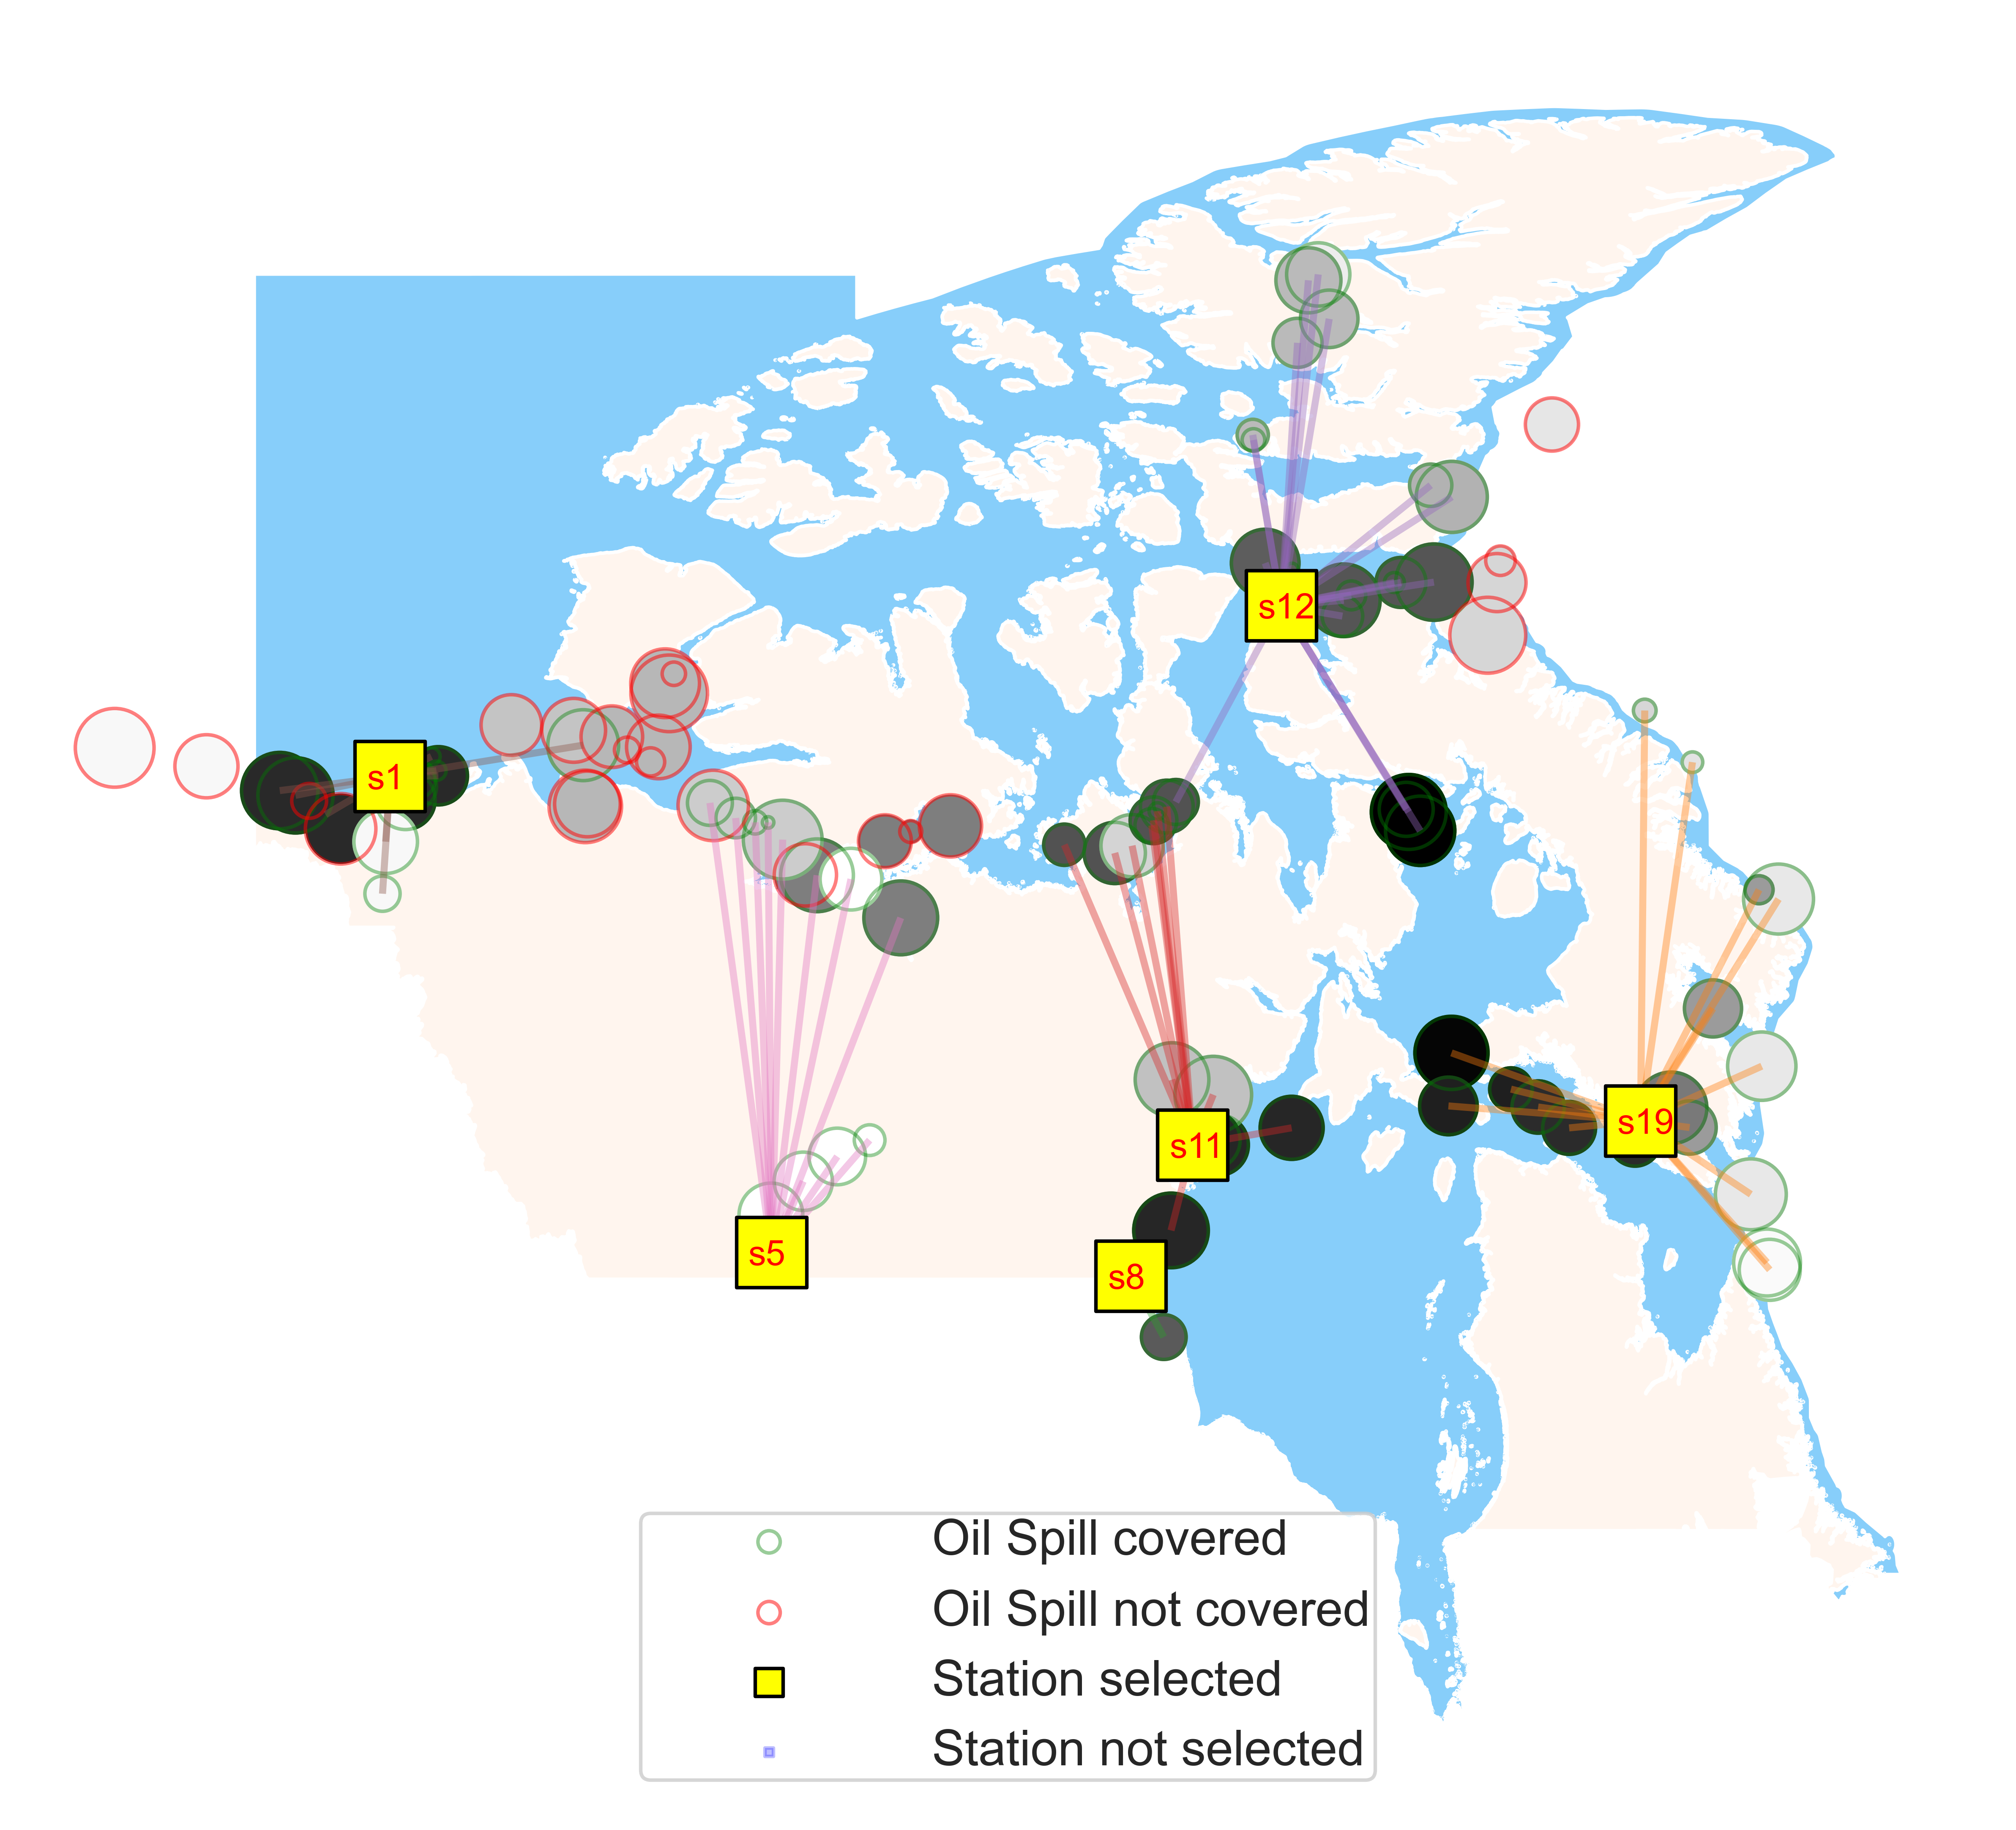 s12
s1
s19
s11
s5
s8
Oil Spill covered
Oil Spill not covered
Station selected
Station not selected